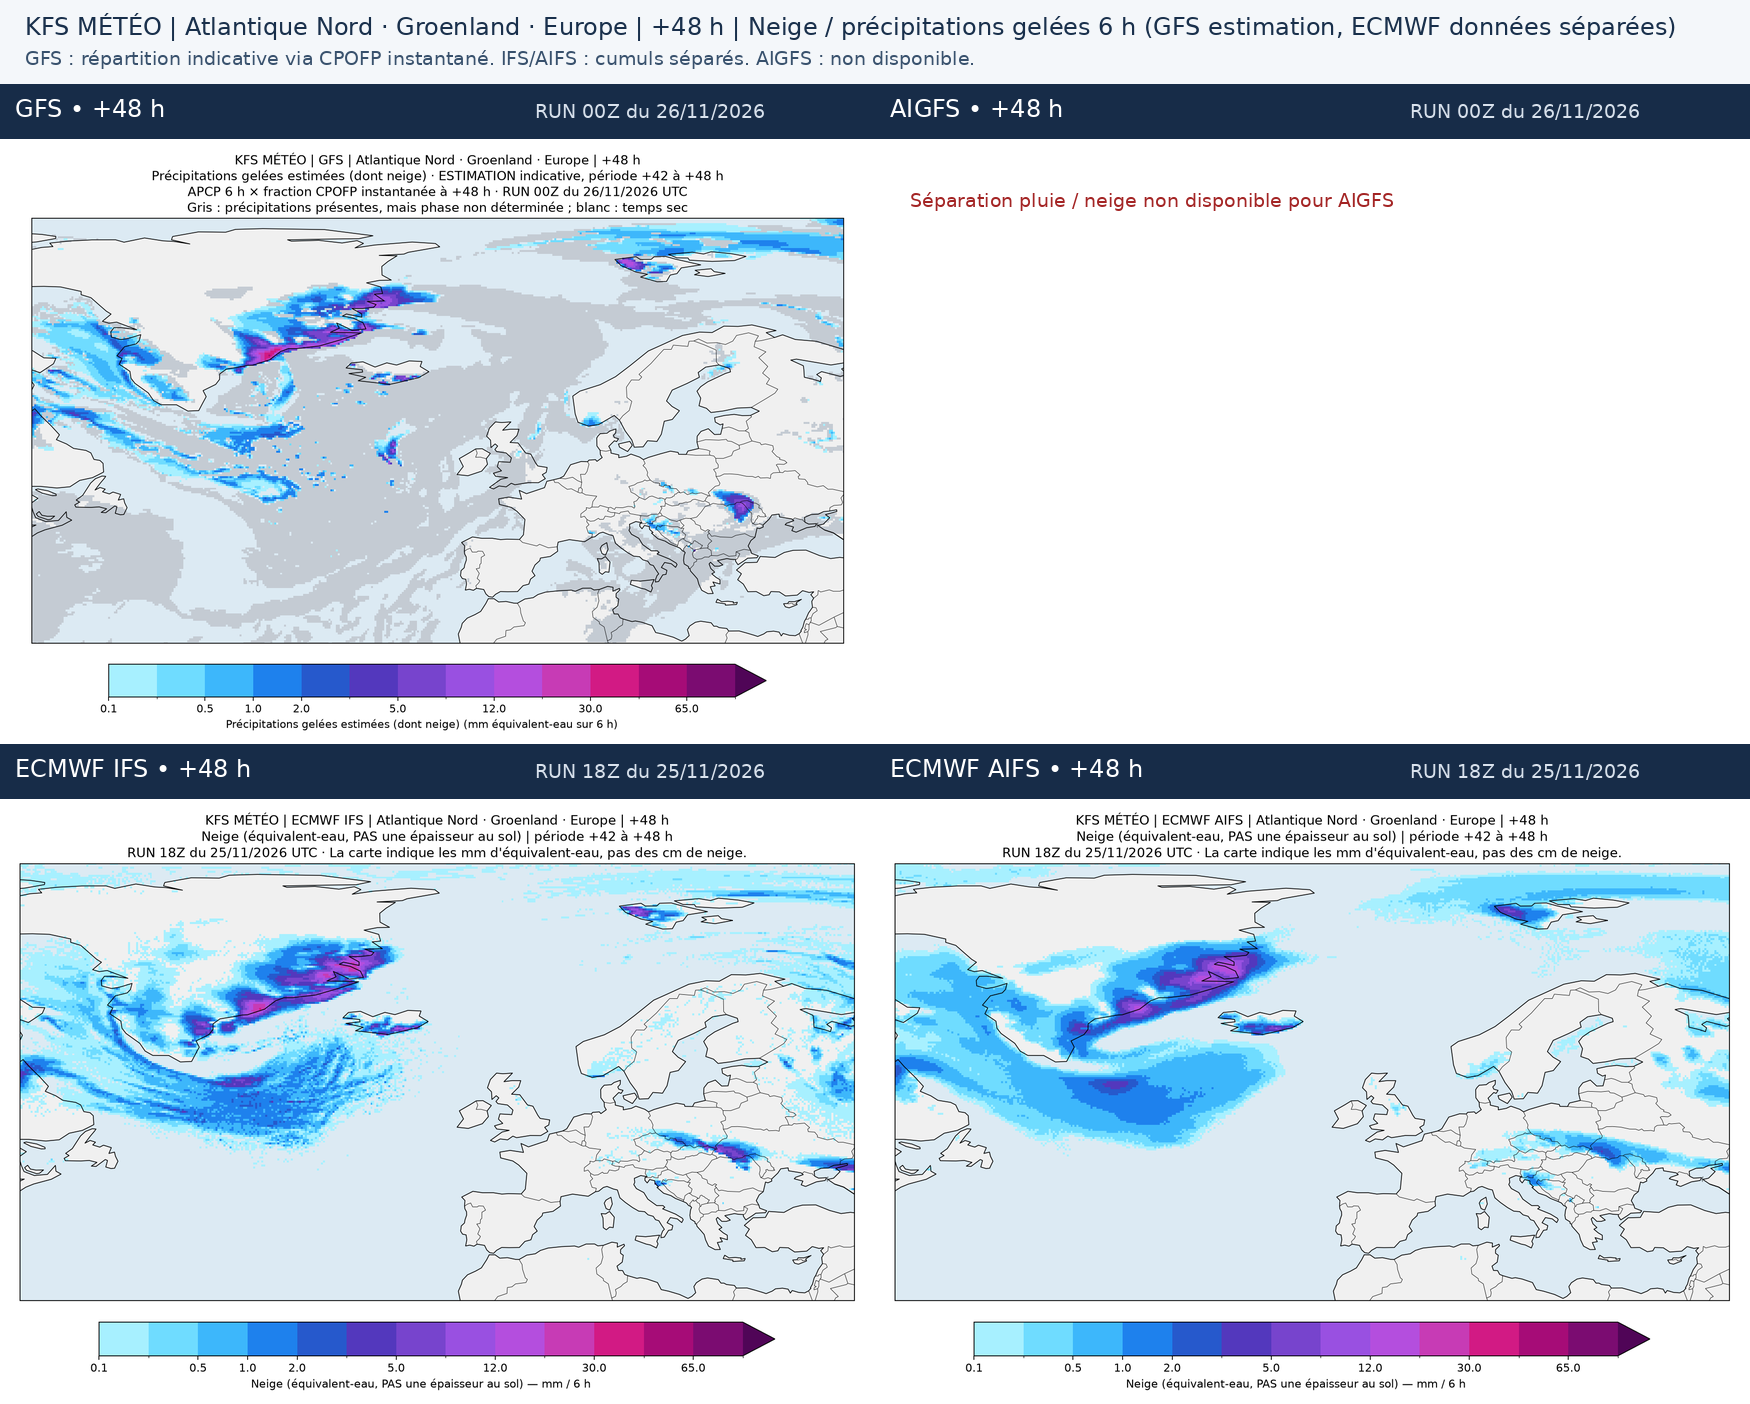 KFS MÉTÉO | Atlantique Nord · Groenland · Europe | +48 h | Neige / précipitations gelées 6 h (GFS estimation, ECMWF données séparées)
GFS : répartition indicative via CPOFP instantané. IFS/AIFS : cumuls séparés. AIGFS : non disponible.
GFS • +48 h
RUN 00Z du 26/11/2026
AIGFS • +48 h
RUN 00Z du 26/11/2026
KFS MÉTÉO | GFS | Atlantique Nord · Groenland · Europe | +48 h
Précipitations gelées estimées (dont neige) · ESTIMATION indicative, période +42 à +48 h
APCP 6 h × fraction CPOFP instantanée à +48 h · RUN 00Z du 26/11/2026 UTC
Gris : précipitations présentes, mais phase non déterminée ; blanc : temps sec
Séparation pluie / neige non disponible pour AIGFS
0.1 0.5 1.0 2.0 5.0 12.0 30.0 65.0
Précipitations gelées estimées (dont neige) (mm équivalent-eau sur 6 h)
ECMWF IFS • +48 h
RUN 18Z du 25/11/2026
ECMWF AIFS • +48 h
RUN 18Z du 25/11/2026
KFS MÉTÉO | ECMWF IFS | Atlantique Nord · Groenland · Europe | +48 h
Neige (équivalent-eau, PAS une épaisseur au sol) | période +42 à +48 h
RUN 18Z du 25/11/2026 UTC · La carte indique les mm d'équivalent-eau, pas des cm de neige.
KFS MÉTÉO | ECMWF AIFS | Atlantique Nord · Groenland · Europe | +48 h
Neige (équivalent-eau, PAS une épaisseur au sol) | période +42 à +48 h
RUN 18Z du 25/11/2026 UTC · La carte indique les mm d'équivalent-eau, pas des cm de neige.
0.1 0.5 1.0 2.0 5.0 12.0 30.0 65.0
Neige (équivalent-eau, PAS une épaisseur au sol) — mm / 6 h
0.1 0.5 1.0 2.0 5.0 12.0 30.0 65.0
Neige (équivalent-eau, PAS une épaisseur au sol) — mm / 6 h